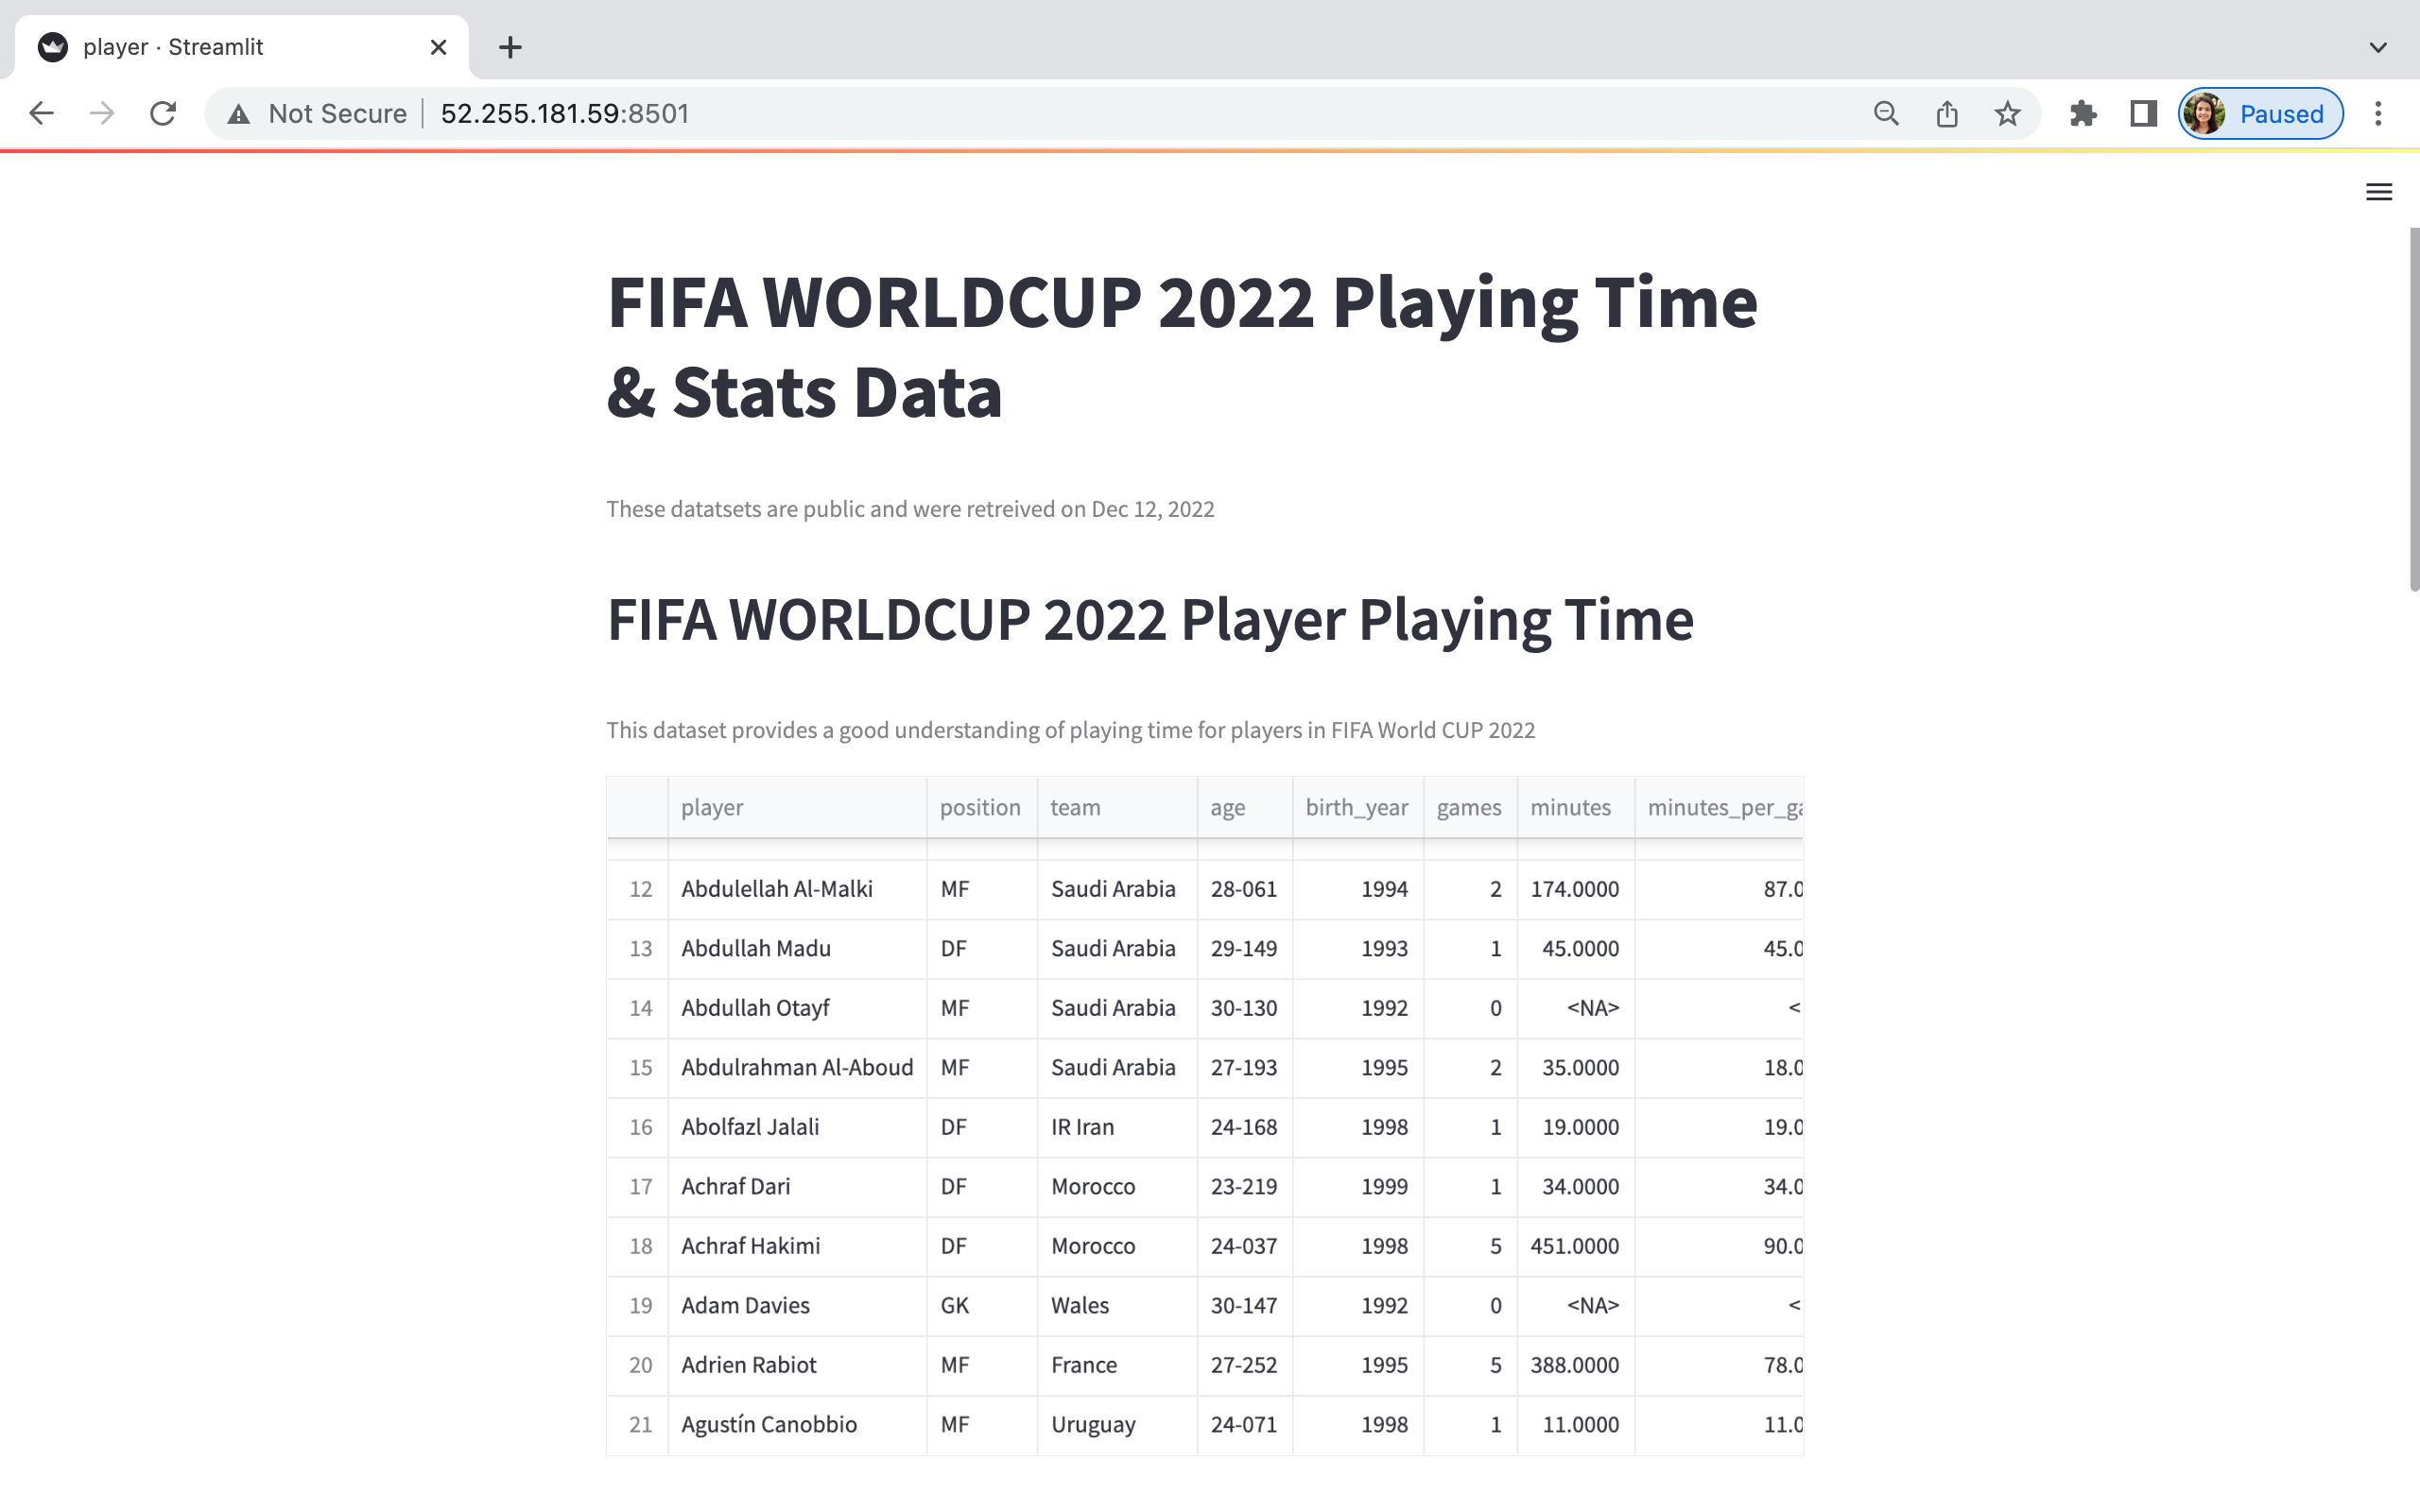 player · Streamlit
Not Secure 52.255.181.59:8501 Paused
FIFA WORLDCUP 2022 Playing Time
& Stats Data
These datatsets are public and were retreived on Dec 12, 2022
FIFA WORLDCUP 2022 Player Playing Time
This dataset provides a good understanding of playing time for players in FIFA World CUP 2022
player position team age birth_year games minutes minutes_per_ga
12 Abdulellah Al-Malki MF Saudi Arabia 28-061 1994 2 174.0000 87.0
13 Abdullah Madu DF Saudi Arabia 29-149 1993 1 45.0000 45.0
14 Abdullah Otayf MF Saudi Arabia 30-130 1992 0 <NA> <
15 Abdulrahman Al-Aboud MF Saudi Arabia 27-193 1995 2 35.0000 18.0
16 Abolfazl Jalali DF IR Iran 24-168 1998 1 19.0000 19.0
17 Achraf Dari DF Morocco 23-219 1999 1 34.0000 34.0
18 Achraf Hakimi DF Morocco 24-037 1998 5 451.0000 90.0
19 Adam Davies GK Wales 30-147 1992 0 <NA> <
20 Adrien Rabiot MF France 27-252 1995 5 388.0000 78.0
21 Agustín Canobbio MF Uruguay 24-071 1998 1 11.0000 11.0